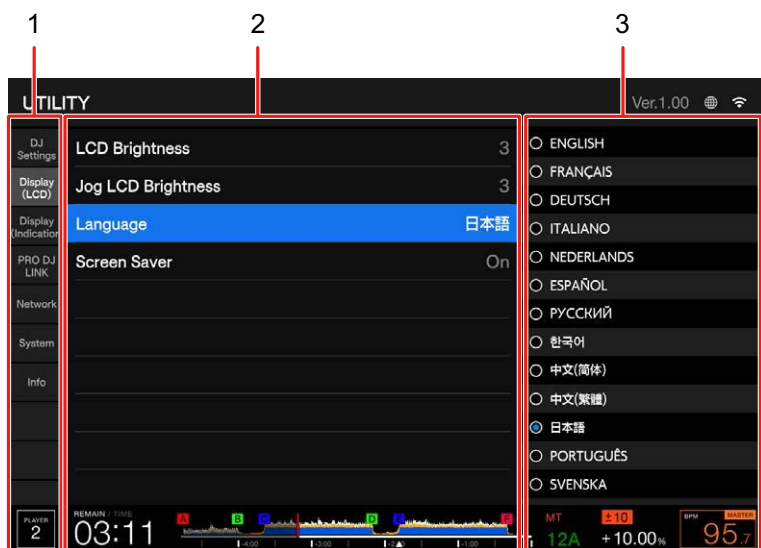 1 2 3
UTILITY Ver.1.00
DJ
Settings
Display
(LCD)
Display
(Indication
PRO DJ
LINK
Network
System
Info
LCD Brightness 3
Jog LCD Brightness 3
Language 日本語
Screen Saver On
ENGLISH
FRANÇAIS
DEUTSCH
ITALIANO
NEDERLANDS
ESPAÑOL
РУССКИЙ
한국어
中文(简体)
中文(繁體)
日本語
PORTUGUÊS
SVENSKA
PLAYER
2
REMAIN / TIME
03:11
A B C D E F
-4:00 -3:00 -2:00 -1:00
MT ±10 BPM MASTER
12A +10.00% 95.7